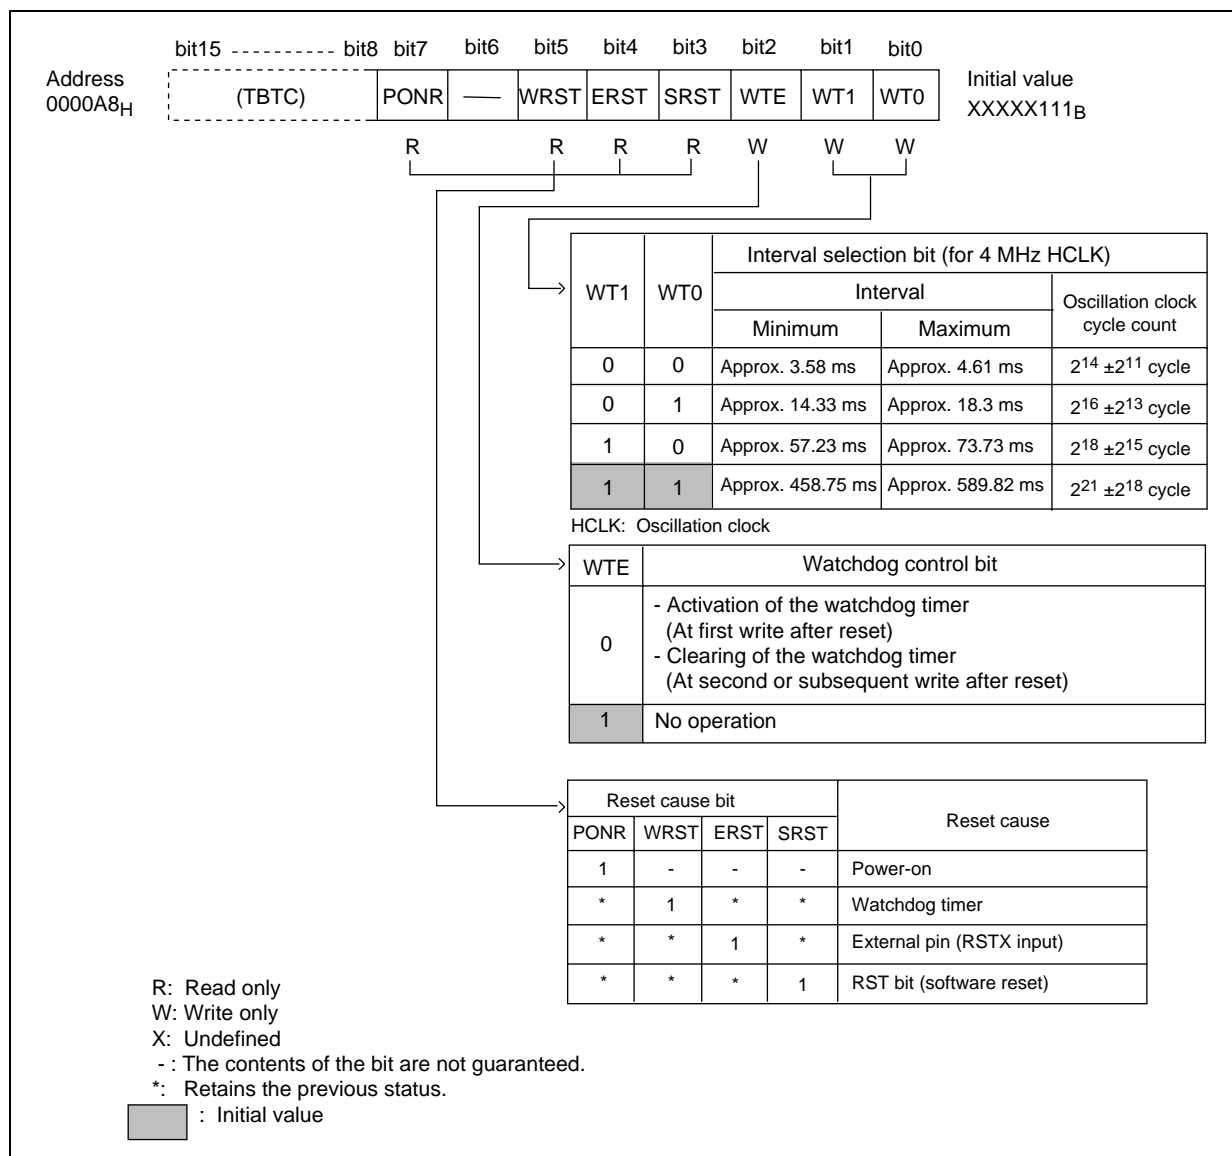 bit15 ----------- bit8 bit7 bit6 bit5 bit4 bit3 bit2 bit1 bit0
Address
0000A8H
(TBTC) PONR — WRST ERST SRST WTE WT1 WT0
Initial value
XXXXX111B
R R R R W W W
WT1 WT0 Interval selection bit (for 4 MHz HCLK)
Interval
Oscillation clock cycle count
Minimum Maximum
0 0 Approx. 3.58 ms Approx. 4.61 ms 2^14 ±2^11 cycle
0 1 Approx. 14.33 ms Approx. 18.3 ms 2^16 ±2^13 cycle
1 0 Approx. 57.23 ms Approx. 73.73 ms 2^18 ±2^15 cycle
1 1 Approx. 458.75 ms Approx. 589.82 ms 2^21 ±2^18 cycle
HCLK: Oscillation clock
WTE Watchdog control bit
0
- Activation of the watchdog timer
(At first write after reset)
- Clearing of the watchdog timer
(At second or subsequent write after reset)
1 No operation
Reset cause bit
Reset cause
PONR WRST ERST SRST
1 - - - Power-on
* 1 * * Watchdog timer
* * 1 * External pin (RSTX input)
* * * 1 RST bit (software reset)
R: Read only
W: Write only
X: Undefined
- : The contents of the bit are not guaranteed.
*: Retains the previous status.
: Initial value